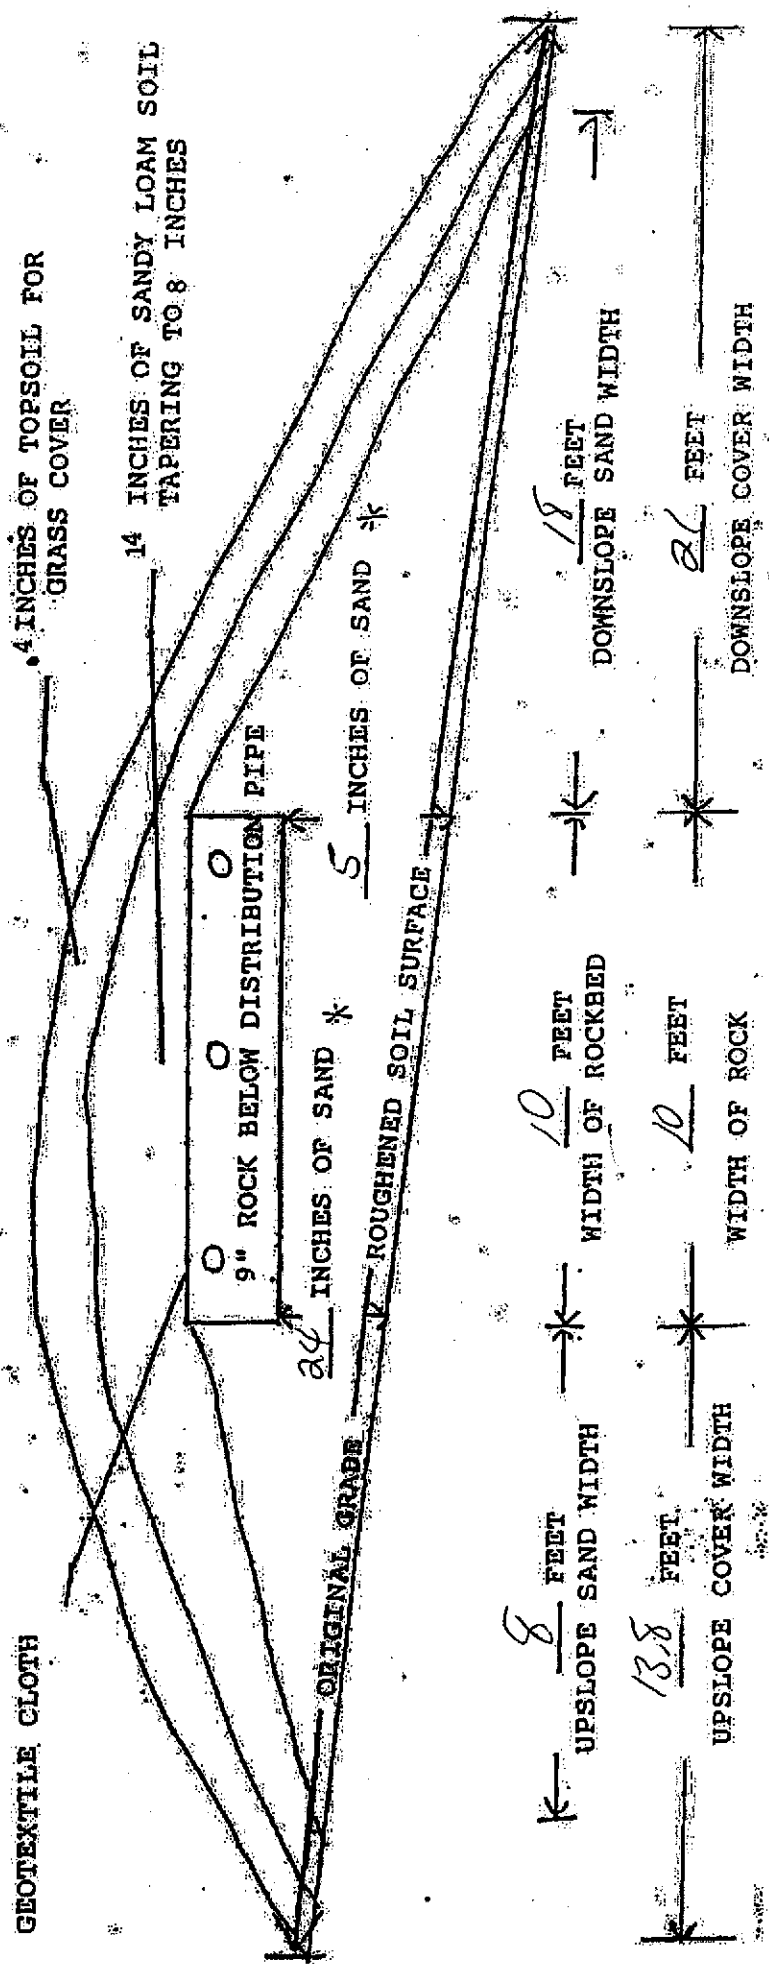 4 INCHES OF TOPSOIL FOR
GRASS COVER
14 INCHES OF SANDY LOAM SOIL
TAPERING TO 8 INCHES
GEOTEXTILE CLOTH
9" ROCK BELOW DISTRIBUTION PIPE
24 INCHES OF SAND *
5 INCHES OF SAND *
ORIGINAL GRADE
ROUGHENED SOIL SURFACE
8 FEET
UPSLOPE SAND WIDTH
10 FEET
WIDTH OF ROCKBED
18 FEET
DOWNSLOPE SAND WIDTH
13.8 FEET
UPSLOPE COVER WIDTH
10 FEET
WIDTH OF ROCK
21 FEET
DOWNSLOPE COVER WIDTH